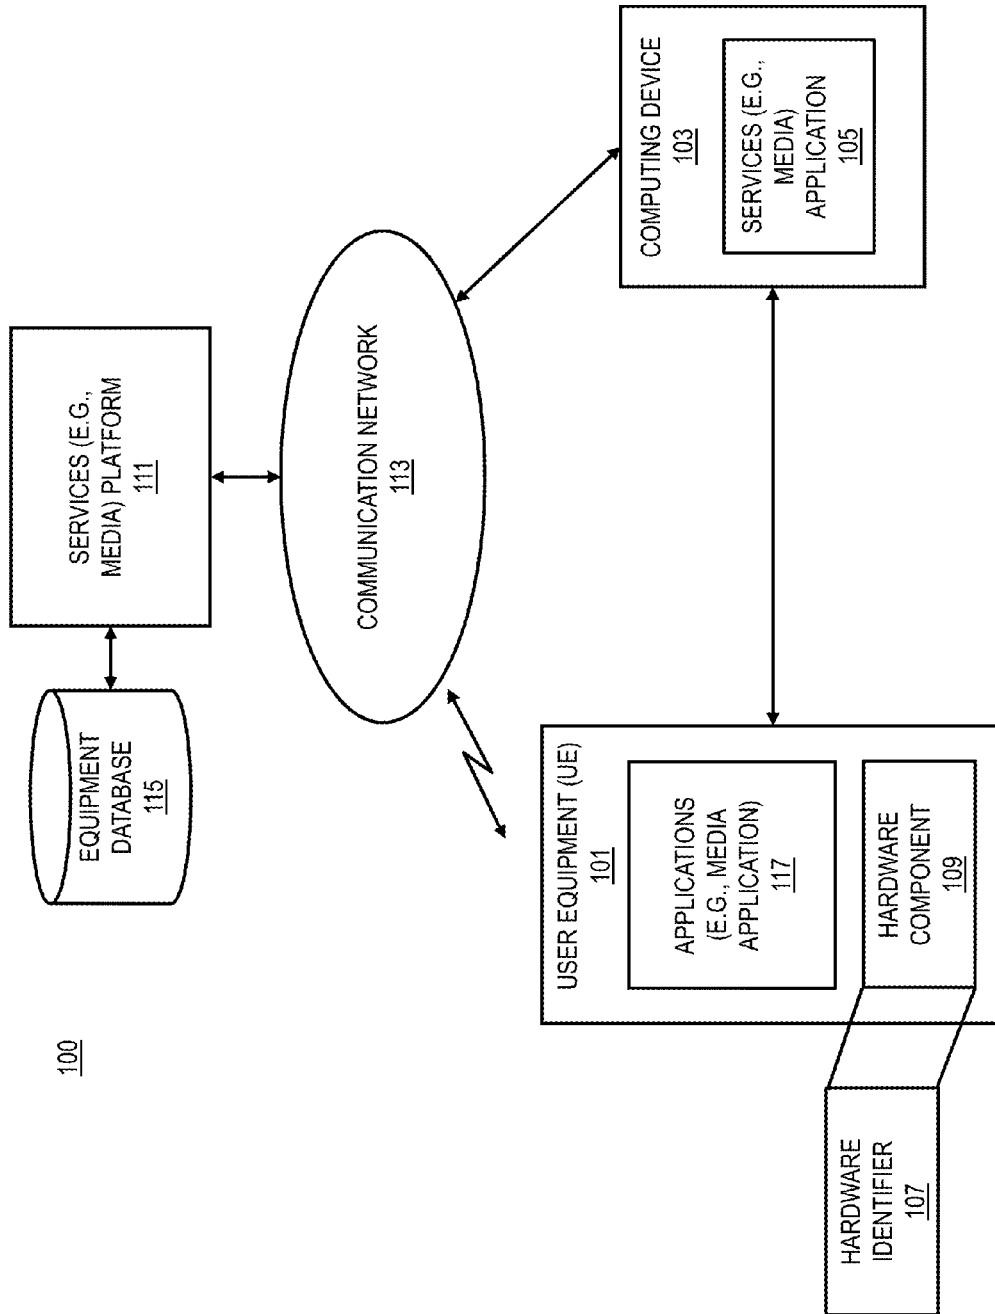 100
EQUIPMENT
DATABASE
115
SERVICES (E.G.,
MEDIA) PLATFORM
111
COMMUNICATION NETWORK
113
USER EQUIPMENT (UE)
101
APPLICATIONS
(E.G., MEDIA
APPLICATION)
117
HARDWARE
COMPONENT
109
HARDWARE
IDENTIFIER
107
COMPUTING DEVICE
103
SERVICES (E.G.,
MEDIA)
APPLICATION
105